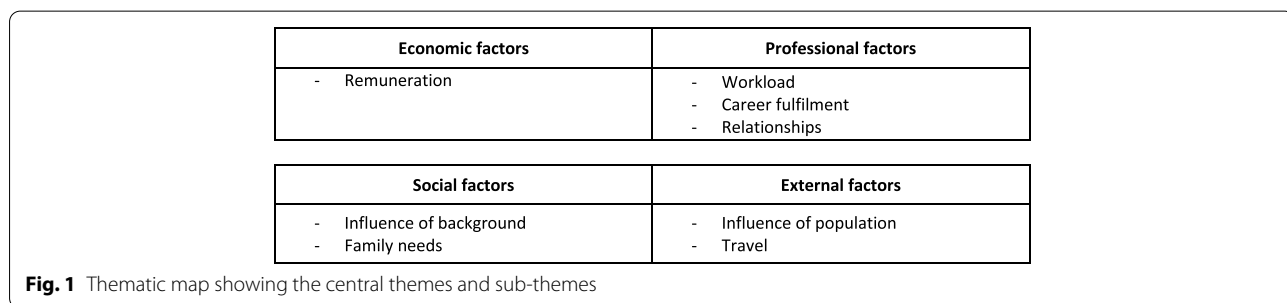 Economic factors
Professional factors
- Remuneration
- Workload
- Career fulfilment
- Relationships
Social factors
External factors
- Influence of background
- Family needs
- Influence of population
- Travel
Fig. 1 Thematic map showing the central themes and sub-themes